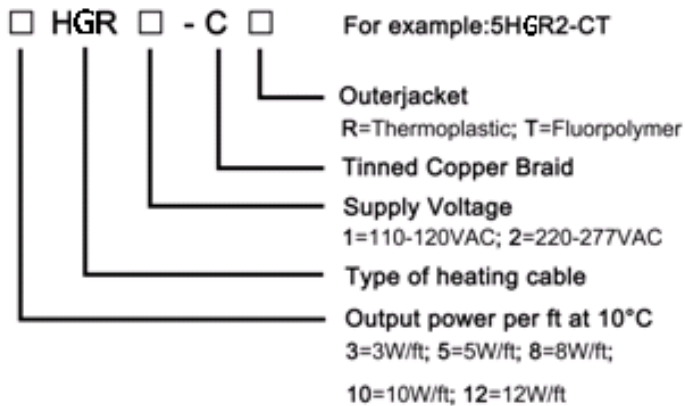 □ HGR □ - C □ For example:5HGR2-CT
Outerjacket
R=Thermoplastic; T=Fluorpolymer
Tinned Copper Braid
Supply Voltage
1=110-120VAC; 2=220-277VAC
Type of heating cable
Output power per ft at 10°C
3=3W/ft; 5=5W/ft; 8=8W/ft;
10=10W/ft; 12=12W/ft